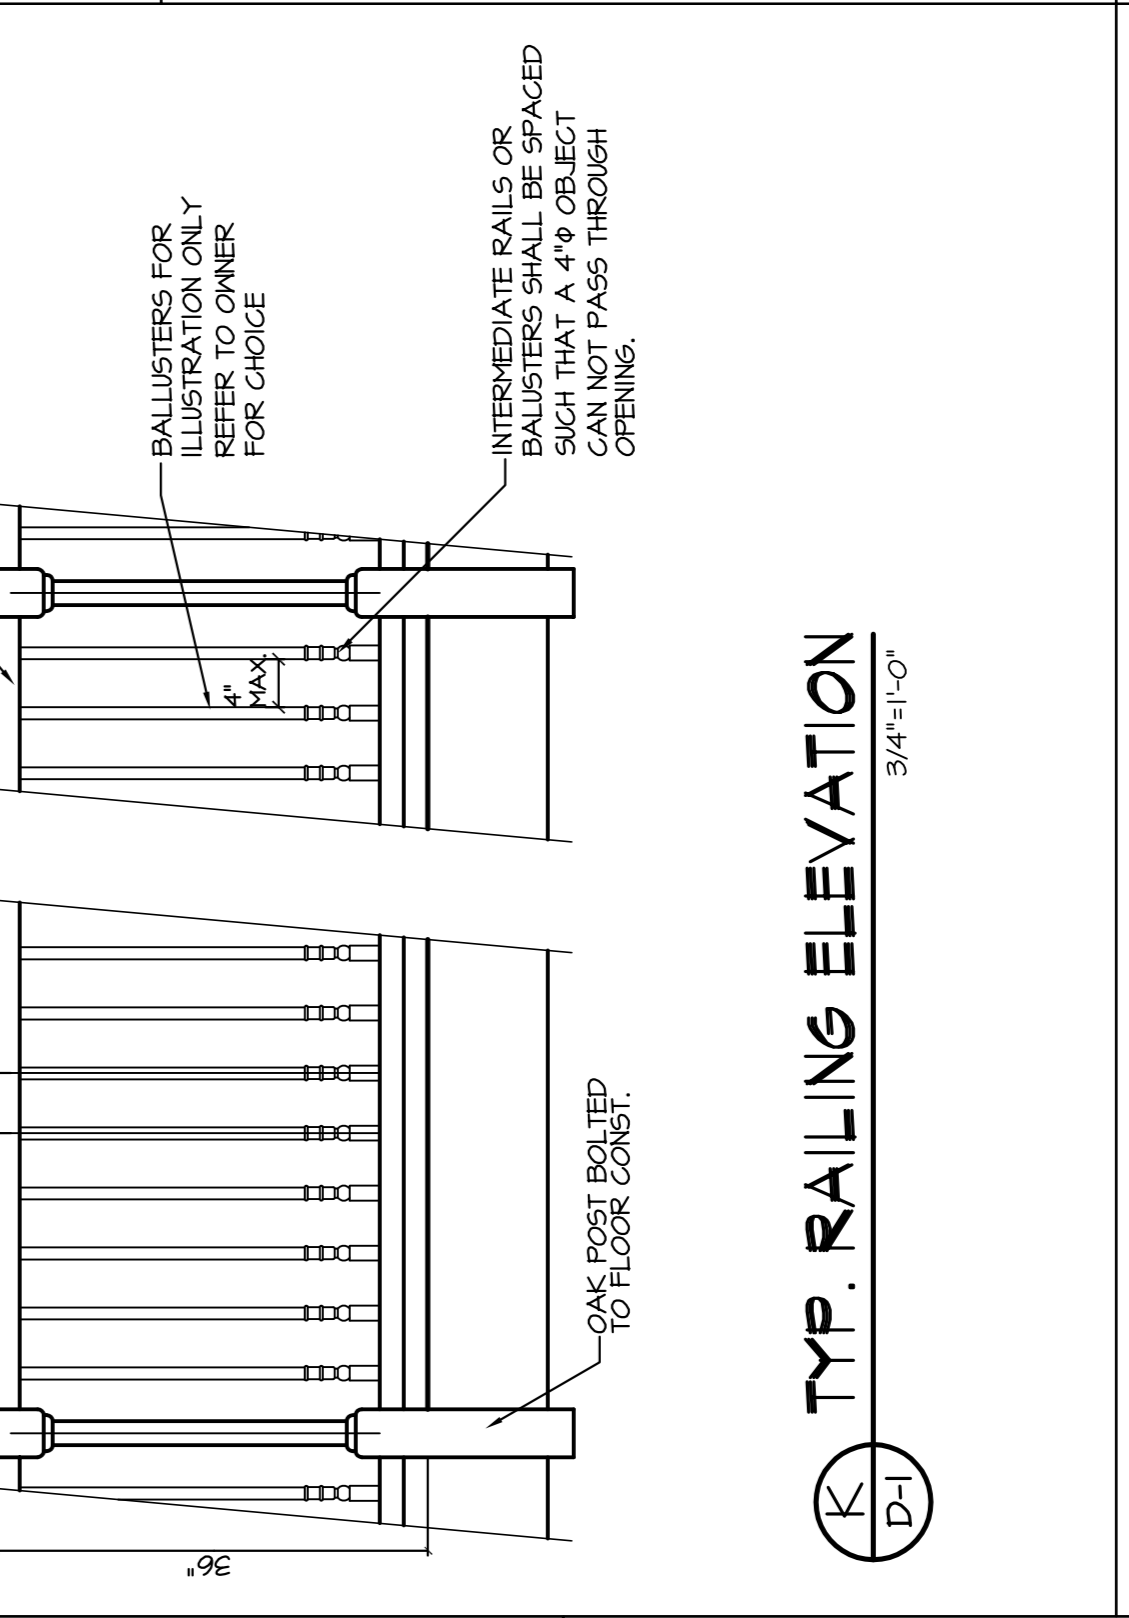 BALLUSTERS FOR
ILLUSTRATION ONLY
REFER TO OWNER
FOR CHOICE
INTERMEDIATE RAILS OR
BALUSTERS SHALL BE SPACED
SUCH THAT A 4"Φ OBJECT
CAN NOT PASS THROUGH
OPENING.
4"
MAX.
OAK POST BOLTED
TO FLOOR CONST.
36"
K
D-1
TYP. RAILING ELEVATION
3/4"=1'-0"